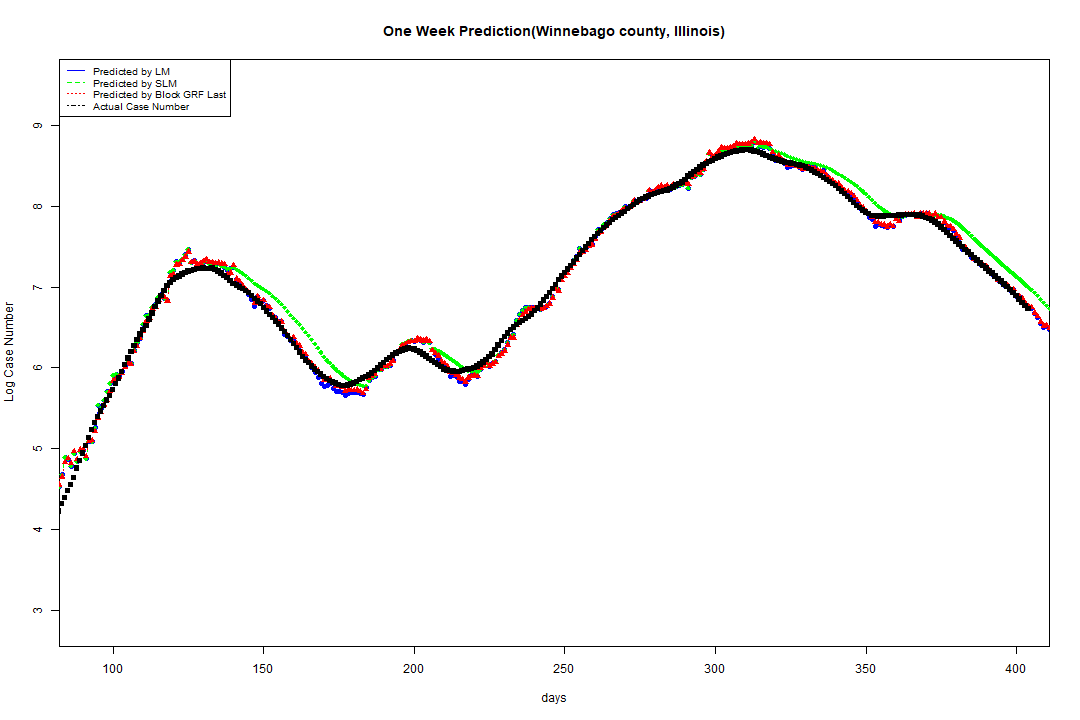 One Week Prediction(Winnebago county, Illinois)
Predicted by LM
Predicted by SLM
Predicted by Block GRF Last
Actual Case Number
9
8
7
6
5
4
3
Log Case Number
100 150 200 250 300 350 400
days